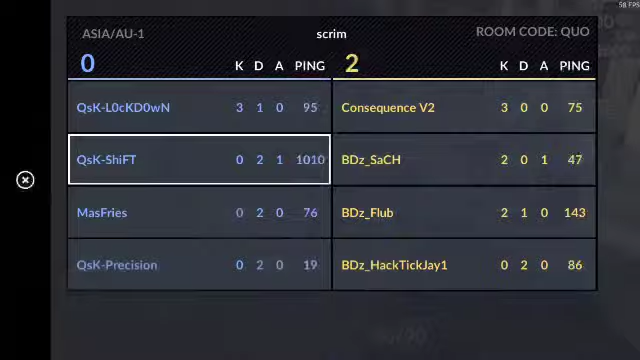 58 FPS
ASIA/AU-1 scrim ROOM CODE: QUO
0 K D A PING 2 K D A PING
QsK-L0cKD0wN 3 1 0 95 Consequence V2 3 0 0 75
QsK-ShiFT 0 2 1 1010 BDz_SaCH 2 0 1 47
MasFries 0 2 0 76 BDz_Flub 2 1 0 143
QsK-Precision 0 2 0 19 BDz_HackTickJay1 0 2 0 86